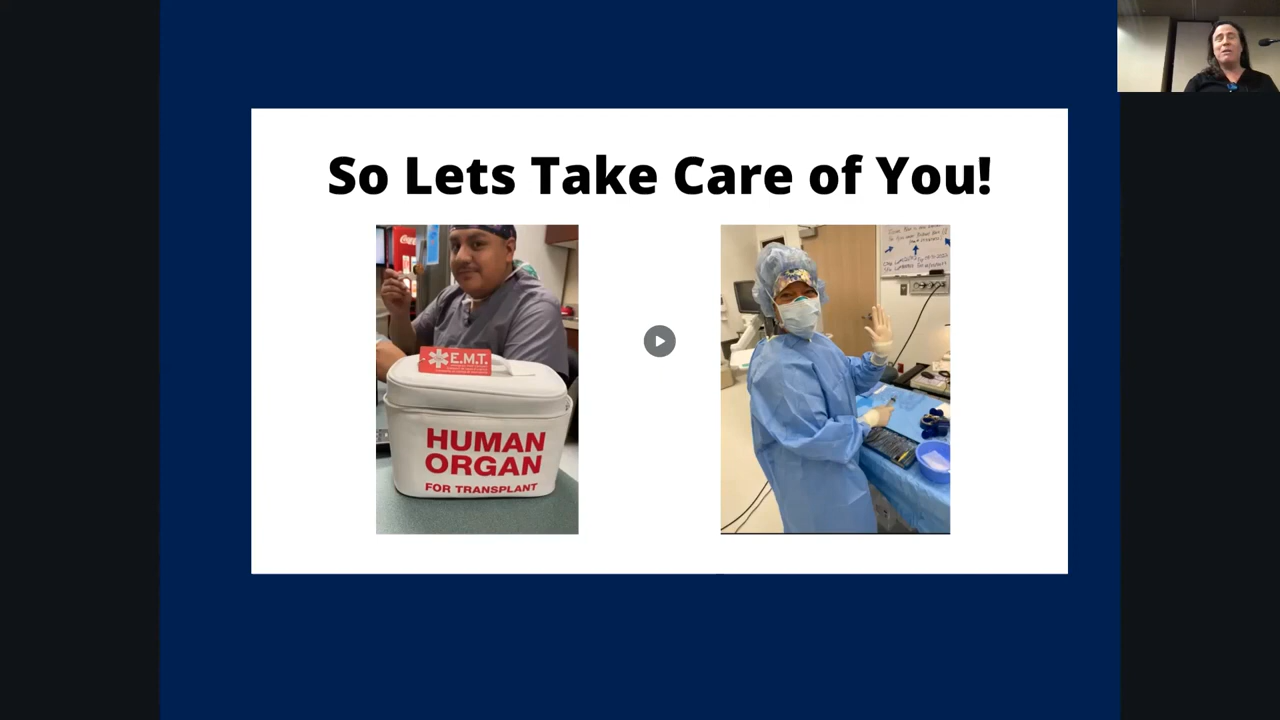 So Lets Take Care of You!
E.M.T.
HUMAN
ORGAN
FOR TRANSPLANT